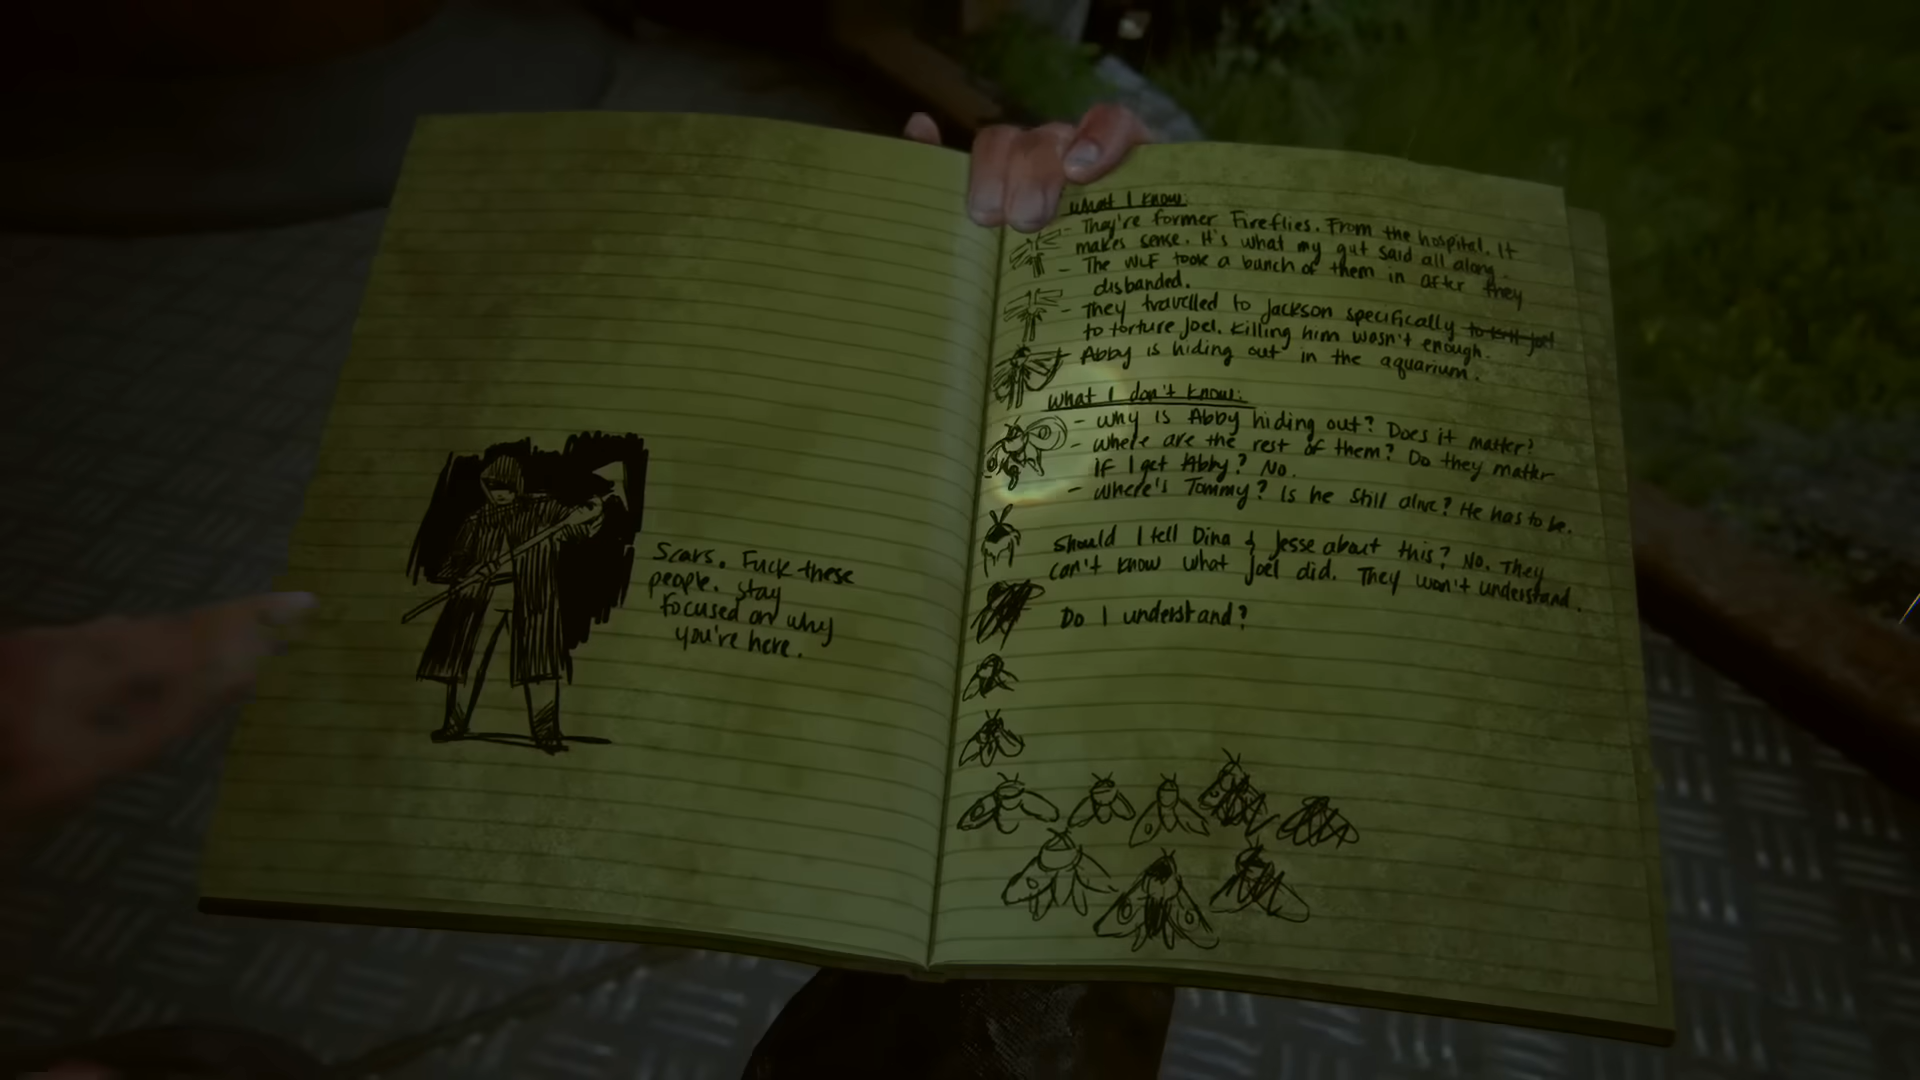 Scars. Fuck these
people. Stay
focused on why
you're here.
What I know:
- They're former Fireflies. From the hospital. It
makes sense. It's what my gut said all along.
- The WLF took a bunch of them in after they
disbanded.
- They travelled to Jackson specifically to kill Joel
to torture Joel. Killing him wasn't enough.
- Abby is hiding out in the aquarium.
What I don't know:
- Why is Abby hiding out? Does it matter?
- Where are the rest of them? Do they matter
if I get Abby? No.
- Where's Tommy? Is he still alive? He has to be.
Should I tell Dina & Jesse about this? No. They
can't know what Joel did. They won't understand.
Do I understand?